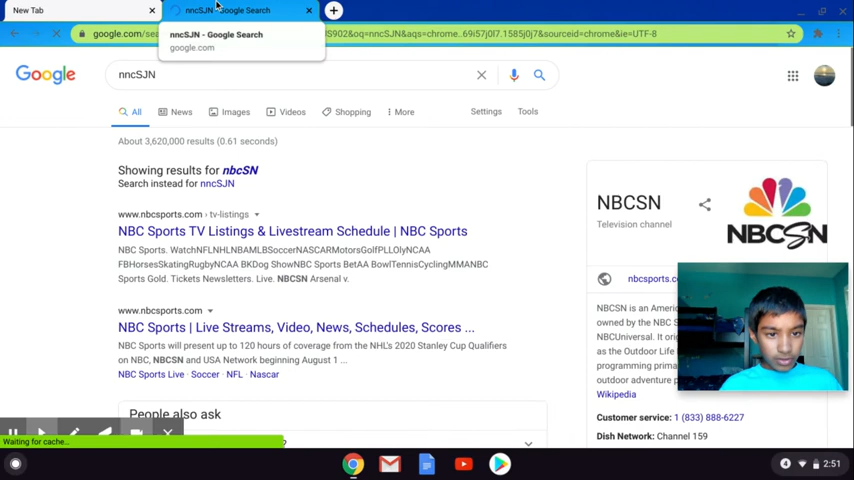 New Tab
nncSJN - Google Search
google.com/sea
S902&oq=nncSJN&aqs=chrome..69i57j0l7.1585j0j7&sourceid=chrome&ie=UTF-8
nncSJN - Google Search
google.com
Google
nncSJN
All
News
Images
Videos
Shopping
More
Settings
Tools
About 3,620,000 results (0.61 seconds)
Showing results for nbcSN
Search instead for nncSJN
www.nbcsports.com › tv-listings
NBC Sports TV Listings & Livestream Schedule | NBC Sports
NBC Sports. WatchNFLNHLNBAMLBSoccerNASCARMotorsGolfPLLOlyNCAA
FBHorsesSkatingRugbyNCAA BKDog ShowNBC Sports BetAA BowlTennisCyclingMMANBC
Sports Gold. Tickets Newsletters. Live. NBCSN Arsenal v.
www.nbcsports.com
NBC Sports | Live Streams, Video, News, Schedules, Scores ...
NBC Sports will present up to 120 hours of coverage from the NHL's 2020 Stanley Cup Qualifiers
on NBC, NBCSN and USA Network beginning August 1 ...
NBC Sports Live · Soccer · NFL · Nascar
People also ask
?
NBCSN
Television channel
NBCSN
nbcsports.co
NBCSN is an Amer
owned by the NBC S
NBCUniversal. It orig
as the Outdoor Life
programming primar
outdoor adventure p
Wikipedia
Customer service: 1 (833) 888-6227
Dish Network: Channel 159
Waiting for cache...
4
2:51